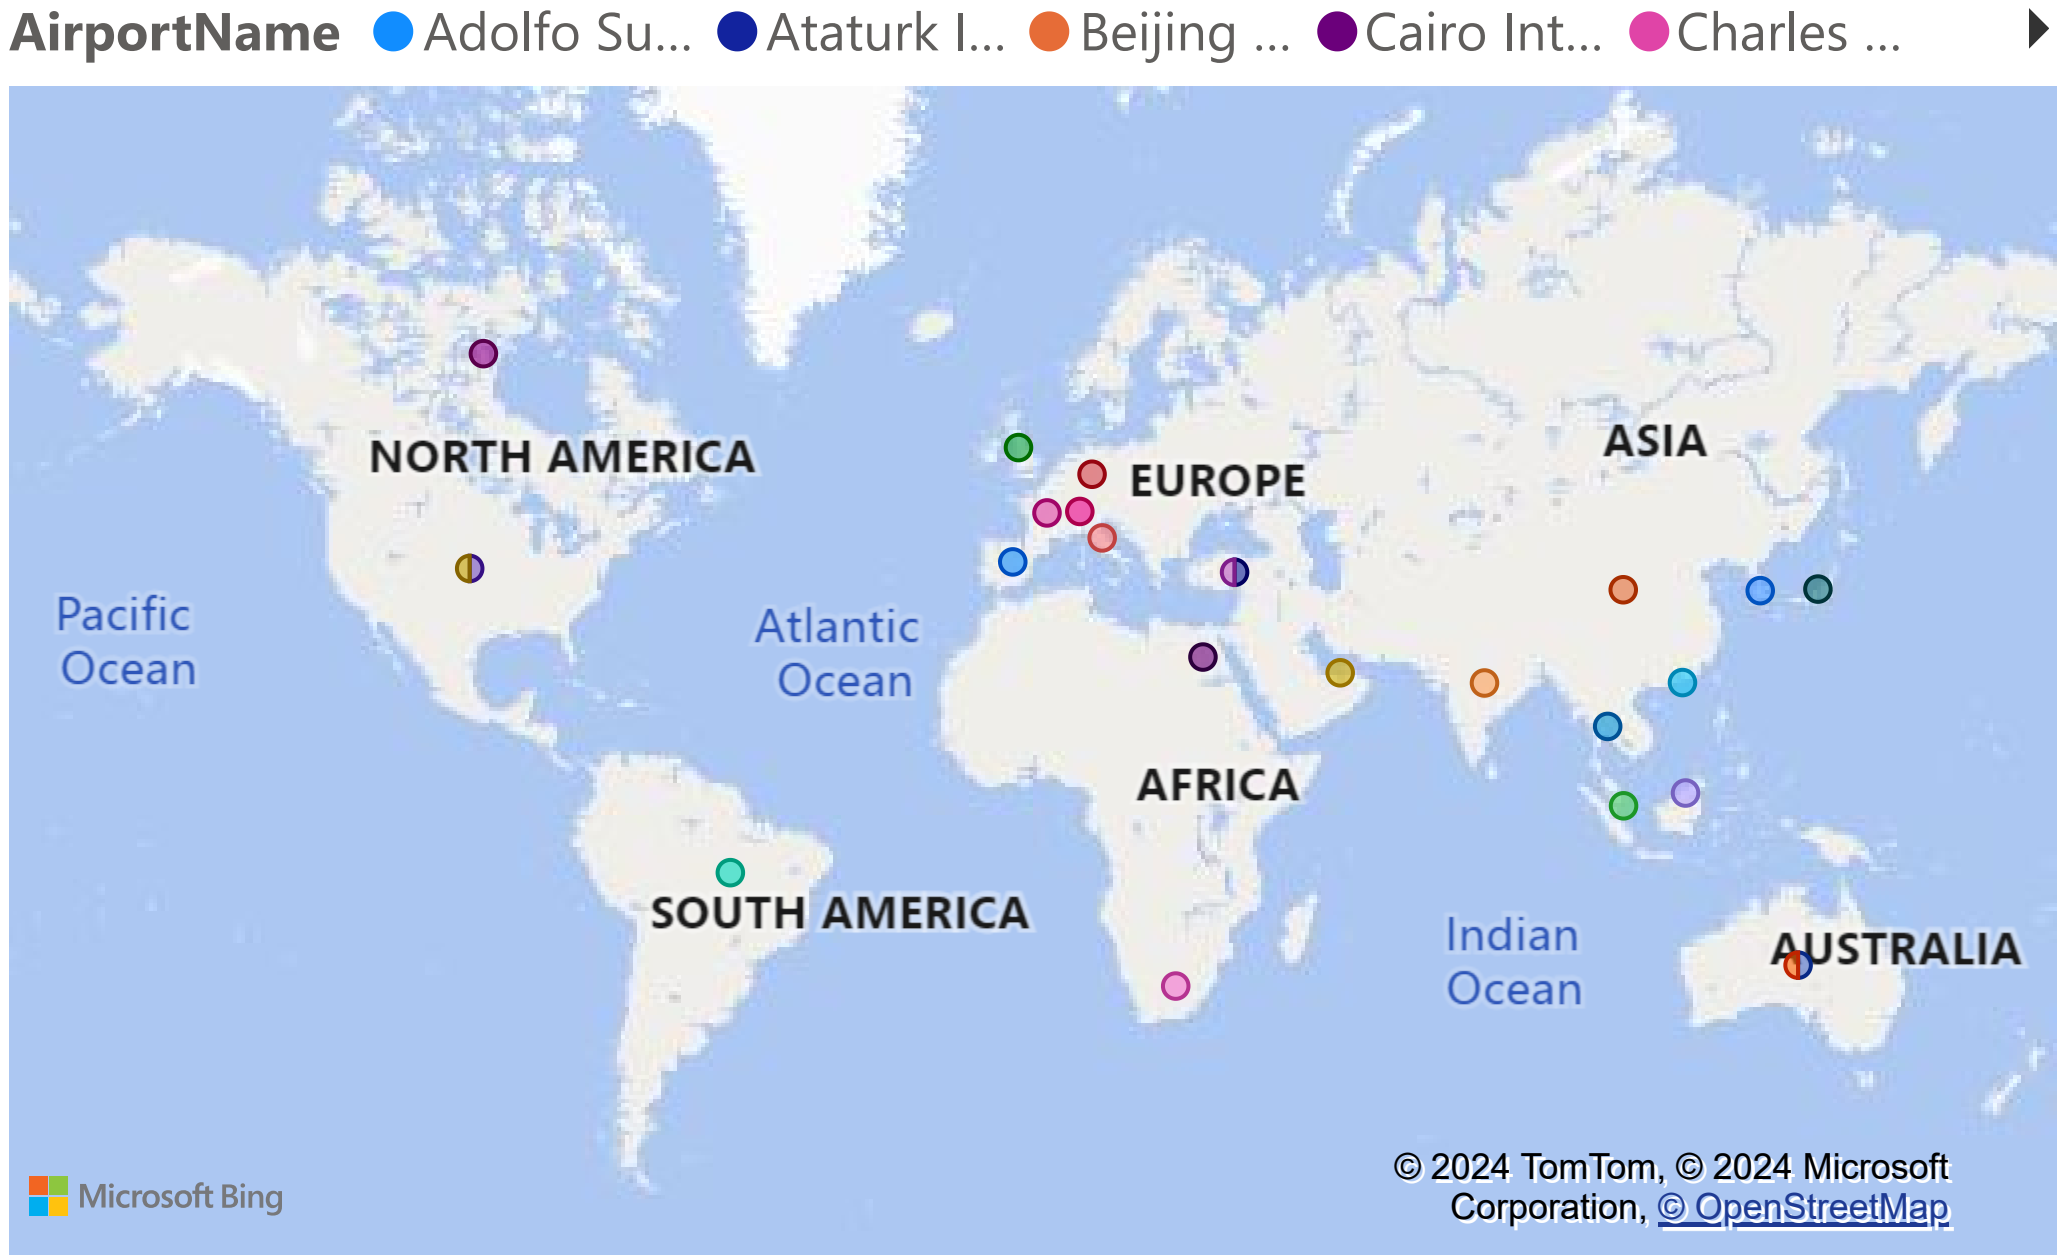 AirportName Adolfo Su... Ataturk I... Beijing ... Cairo Int... Charles ...
NORTH AMERICA
ASIA
EUROPE
Pacific
Ocean
Atlantic
Ocean
AFRICA
SOUTH AMERICA
Indian
Ocean
AUSTRALIA
© 2024 TomTom, © 2024 Microsoft
Corporation, © OpenStreetMap
Microsoft Bing